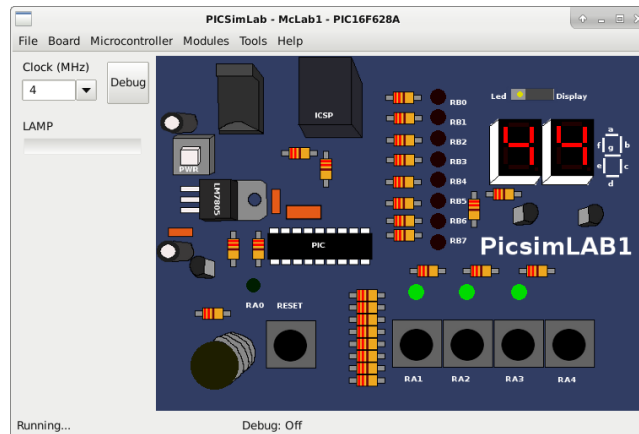 PICSimLab - McLab1 - PIC16F628A
File Board Microcontroller Modules Tools Help
Clock (MHz)
4
Debug
LAMP
PWR
LM7805
ICSP
PIC
RA0
RESET
RB0
RB1
RB2
RB3
RB4
RB5
RB6
RB7
Led
Display
44
a
f
b
g
e
c
d
PicsimLAB1
RA1
RA2
RA3
RA4
Running...
Debug: Off